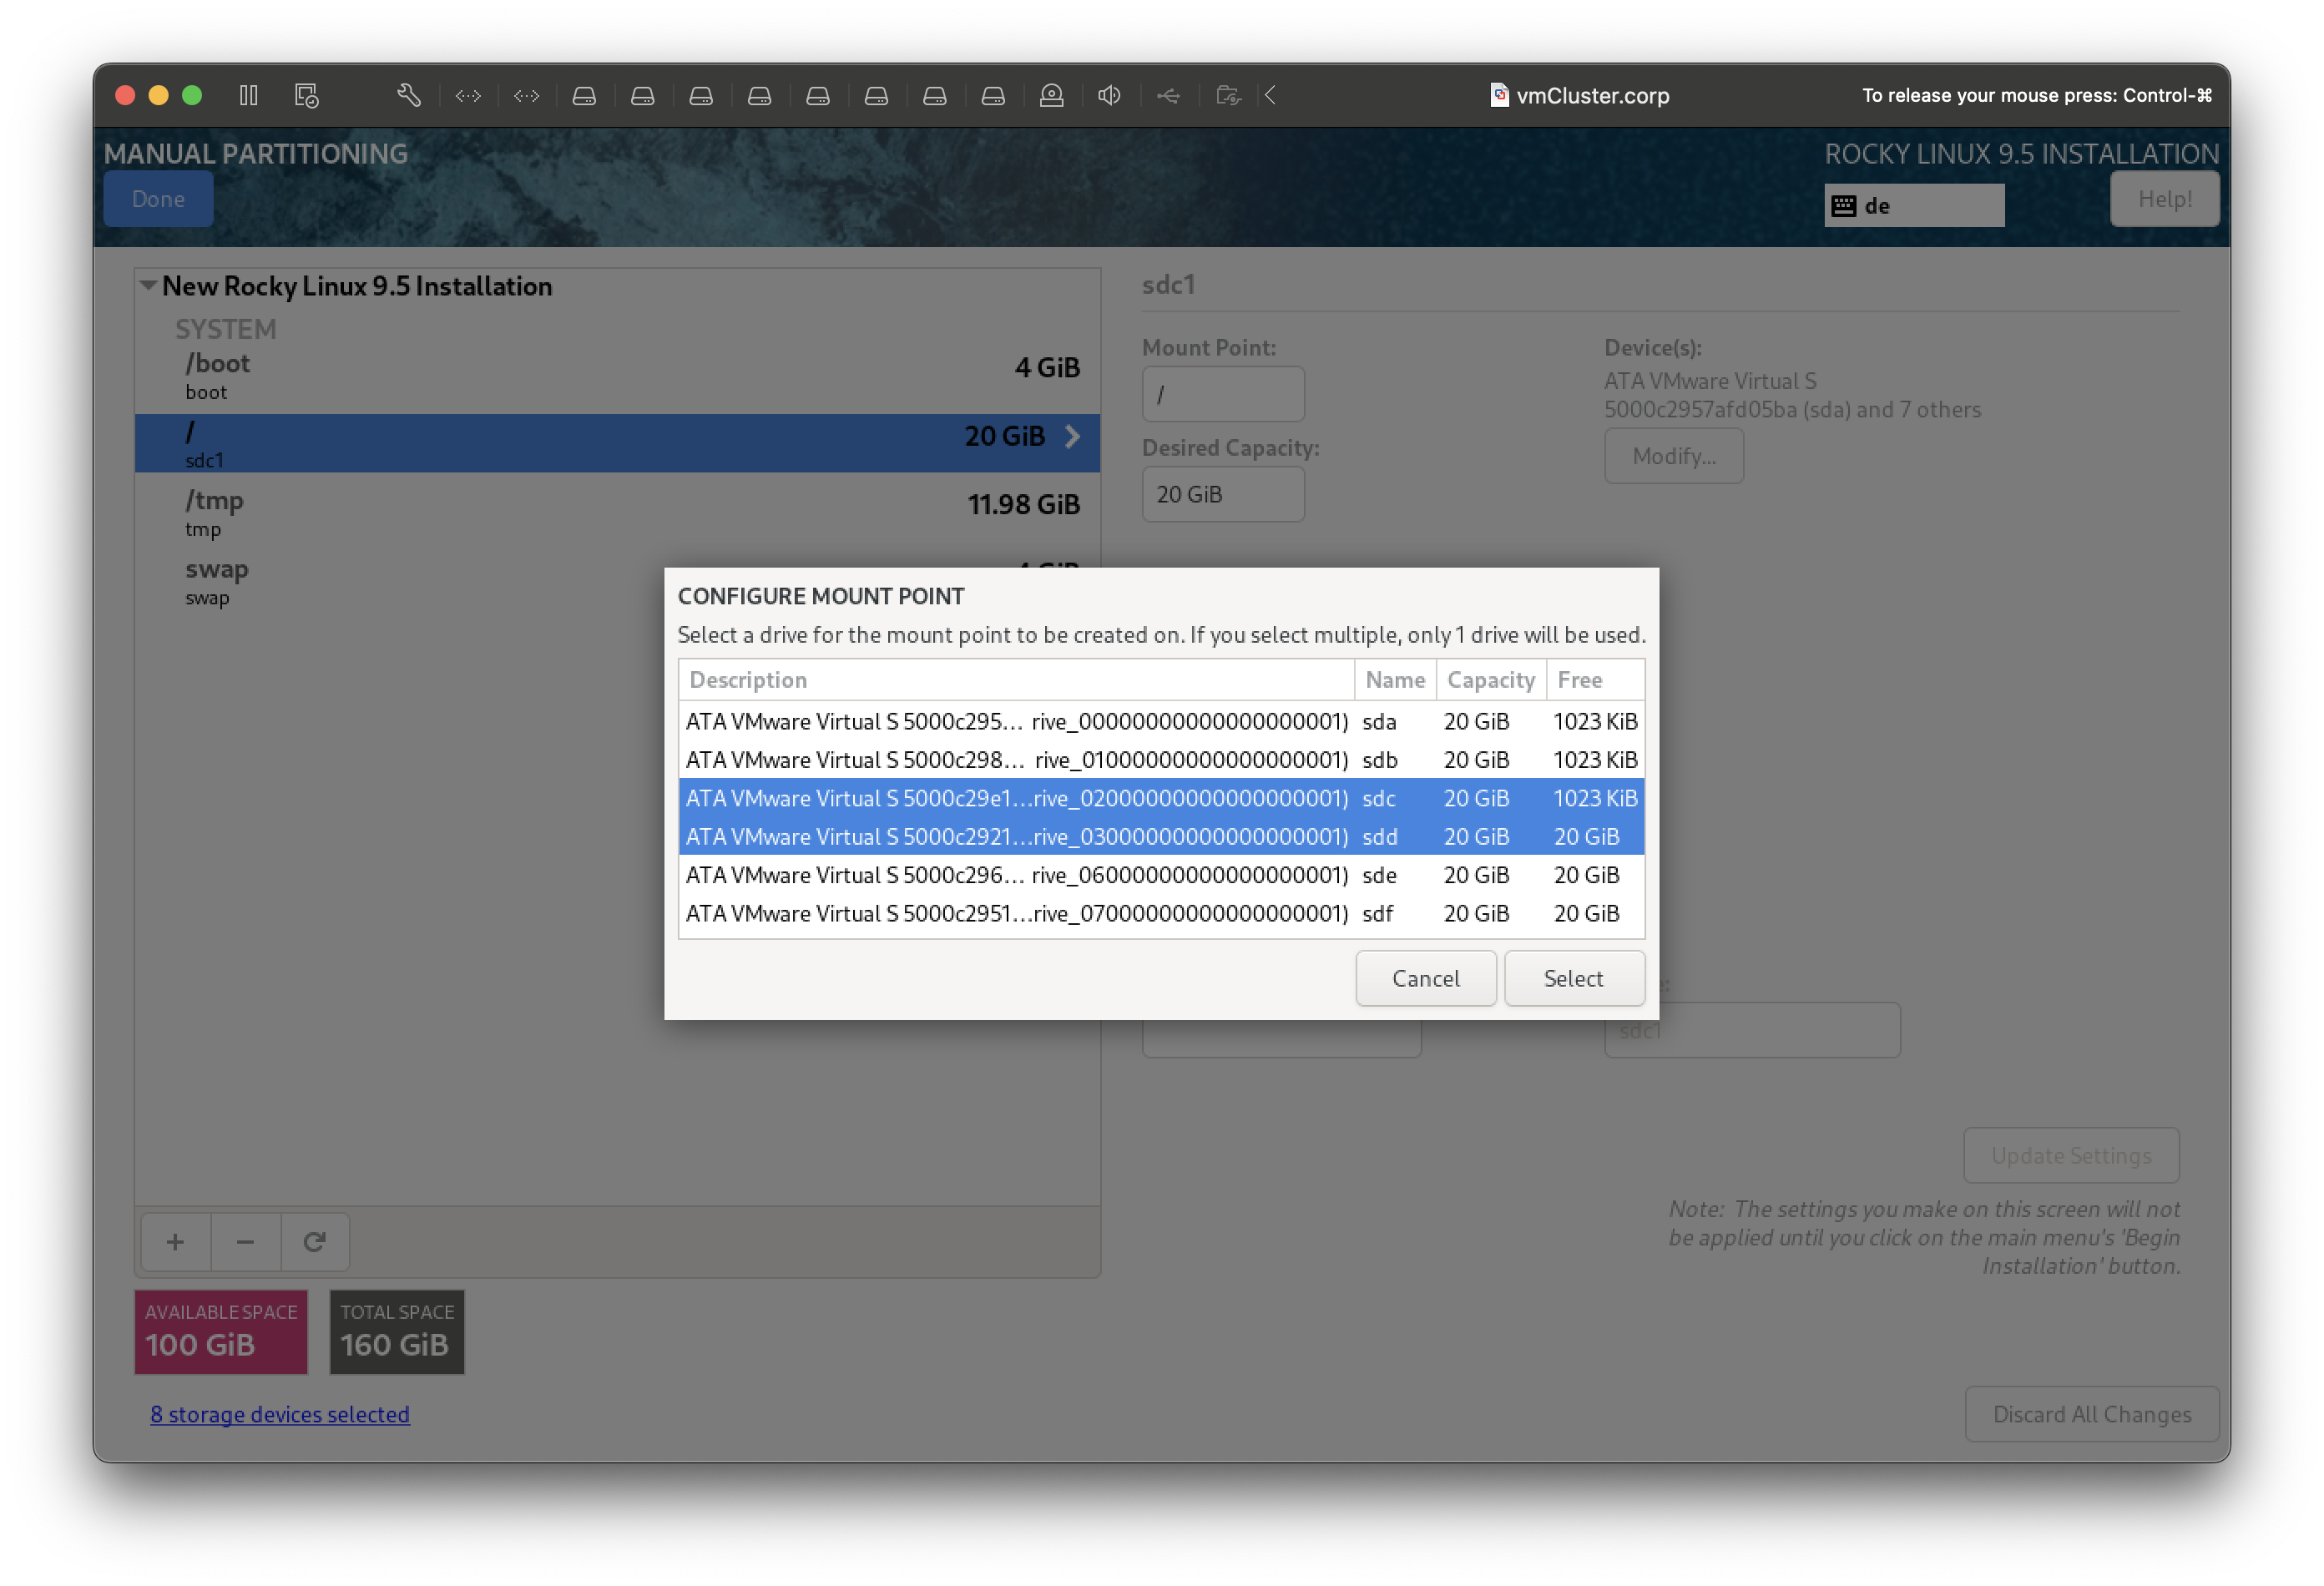 vmCluster.corp
To release your mouse press: Control-⌘
MANUAL PARTITIONING
ROCKY LINUX 9.5 INSTALLATION
Done
de
Help!
New Rocky Linux 9.5 Installation
SYSTEM
/boot
4 GiB
boot
/
20 GiB
sdc1
/tmp
11.98 GiB
tmp
swap
swap
sdc1
Mount Point:
Device(s):
/
ATA VMware Virtual S
5000c2957afd05ba (sda) and 7 others
Desired Capacity:
Modify...
20 GiB
CONFIGURE MOUNT POINT
Select a drive for the mount point to be created on. If you select multiple, only 1 drive will be used.
Description Name Capacity Free
ATA VMware Virtual S 5000c295... rive_00000000000000000001) sda 20 GiB 1023 KiB
ATA VMware Virtual S 5000c298... rive_01000000000000000001) sdb 20 GiB 1023 KiB
ATA VMware Virtual S 5000c29e1...rive_02000000000000000001) sdc 20 GiB 1023 KiB
ATA VMware Virtual S 5000c2921...rive_03000000000000000001) sdd 20 GiB 20 GiB
ATA VMware Virtual S 5000c296... rive_06000000000000000001) sde 20 GiB 20 GiB
ATA VMware Virtual S 5000c2951...rive_07000000000000000001) sdf 20 GiB 20 GiB
Cancel
Select
sdc1
Update Settings
Note: The settings you make on this screen will not
be applied until you click on the main menu's 'Begin
Installation' button.
AVAILABLE SPACE
100 GiB
TOTAL SPACE
160 GiB
8 storage devices selected
Discard All Changes